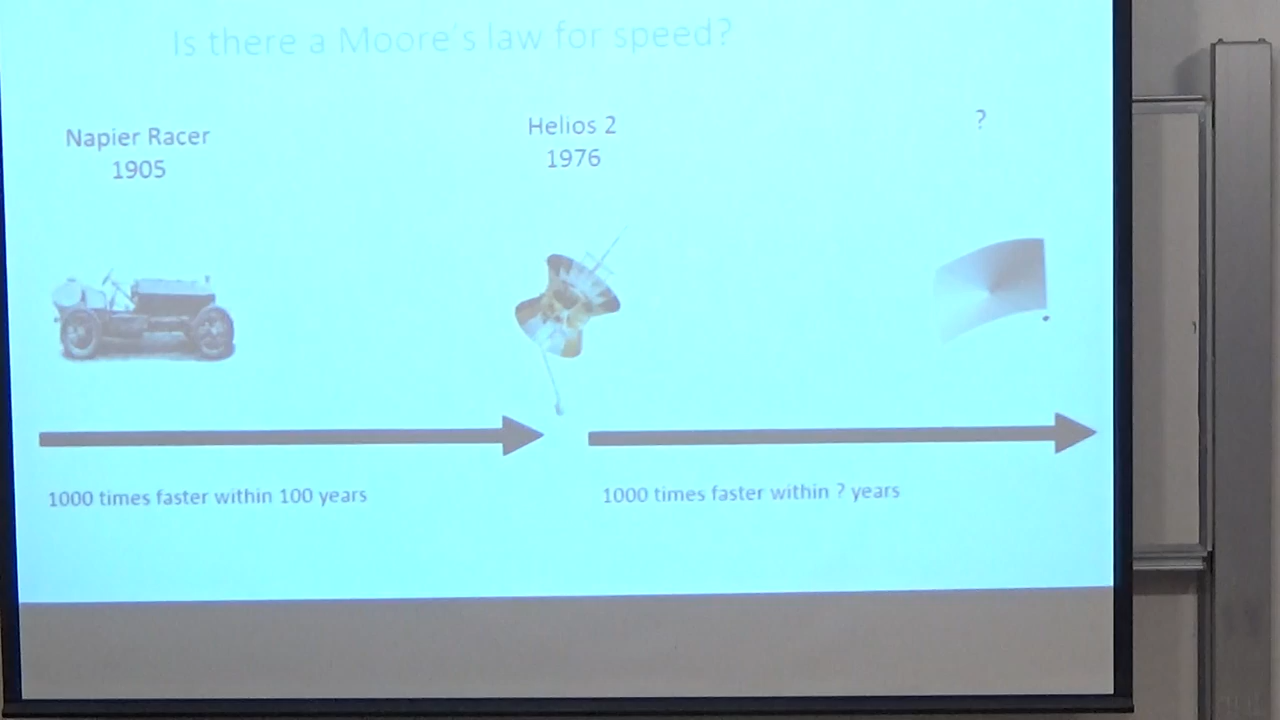 Is there a Moore's law for speed?
Napier Racer
1905
Helios 2
1976
?
1000 times faster within 100 years
1000 times faster within ? years